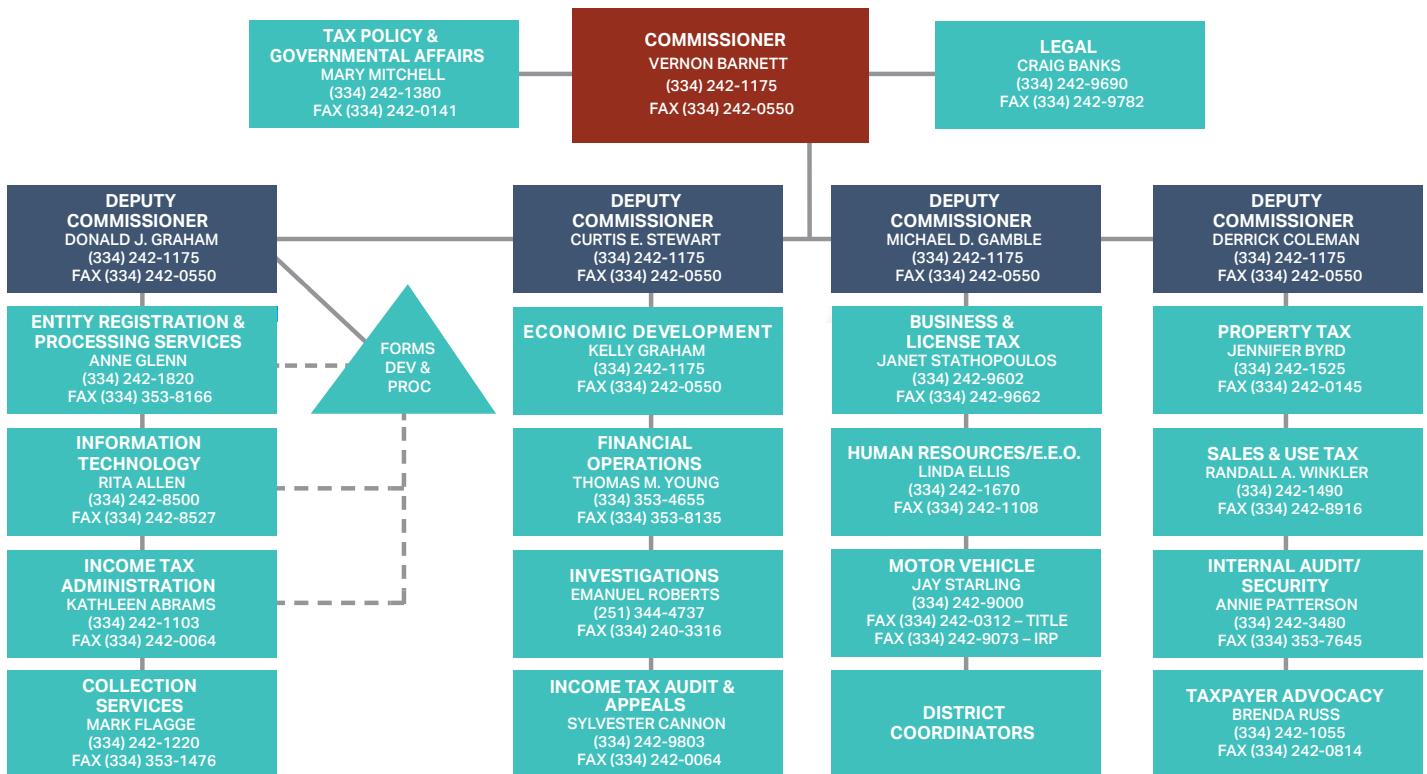 TAX POLICY &
GOVERNMENTAL AFFAIRS
MARY MITCHELL
(334) 242-1380
FAX (334) 242-0141
COMMISSIONER
VERNON BARNETT
(334) 242-1175
FAX (334) 242-0550
LEGAL
CRAIG BANKS
(334) 242-9690
FAX (334) 242-9782
DEPUTY
COMMISSIONER
DONALD J. GRAHAM
(334) 242-1175
FAX (334) 242-0550
DEPUTY
COMMISSIONER
CURTIS E. STEWART
(334) 242-1175
FAX (334) 242-0550
DEPUTY
COMMISSIONER
MICHAEL D. GAMBLE
(334) 242-1175
FAX (334) 242-0550
DEPUTY
COMMISSIONER
DERRICK COLEMAN
(334) 242-1175
FAX (334) 242-0550
ENTITY REGISTRATION &
PROCESSING SERVICES
ANNE GLENN
(334) 242-1820
FAX (334) 353-8166
FORMS
DEV &
PROC
ECONOMIC DEVELOPMENT
KELLY GRAHAM
(334) 242-1175
FAX (334) 242-0550
BUSINESS &
LICENSE TAX
JANET STATHOPOULOS
(334) 242-9602
FAX (334) 242-9662
PROPERTY TAX
JENNIFER BYRD
(334) 242-1525
FAX (334) 242-0145
INFORMATION
TECHNOLOGY
RITA ALLEN
(334) 242-8500
FAX (334) 242-8527
FINANCIAL
OPERATIONS
THOMAS M. YOUNG
(334) 353-4655
FAX (334) 353-8135
HUMAN RESOURCES/E.E.O.
LINDA ELLIS
(334) 242-1670
FAX (334) 242-1108
SALES & USE TAX
RANDALL A. WINKLER
(334) 242-1490
FAX (334) 242-8916
INCOME TAX
ADMINISTRATION
KATHLEEN ABRAMS
(334) 242-1103
FAX (334) 242-0064
INVESTIGATIONS
EMANUEL ROBERTS
(251) 344-4737
FAX (334) 240-3316
MOTOR VEHICLE
JAY STARLING
(334) 242-9000
FAX (334) 242-0312 – TITLE
FAX (334) 242-9073 – IRP
INTERNAL AUDIT/
SECURITY
ANNIE PATTERSON
(334) 242-3480
FAX (334) 353-7645
COLLECTION
SERVICES
MARK FLAGGE
(334) 242-1220
FAX (334) 353-1476
INCOME TAX AUDIT &
APPEALS
SYLVESTER CANNON
(334) 242-9803
FAX (334) 242-0064
DISTRICT
COORDINATORS
TAXPAYER ADVOCACY
BRENDA RUSS
(334) 242-1055
FAX (334) 242-0814